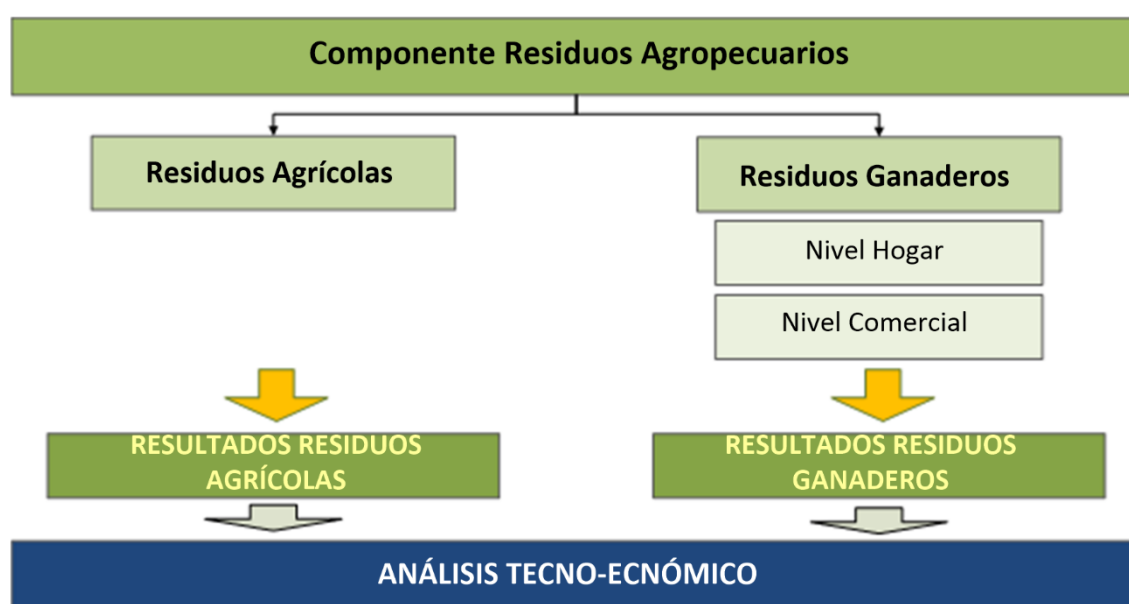 Componente Residuos Agropecuarios
Residuos Agrícolas
Residuos Ganaderos
Nivel Hogar
Nivel Comercial
RESULTADOS RESIDUOS
AGRÍCOLAS
RESULTADOS RESIDUOS
GANADEROS
ANÁLISIS TECNO-ECNÓMICO